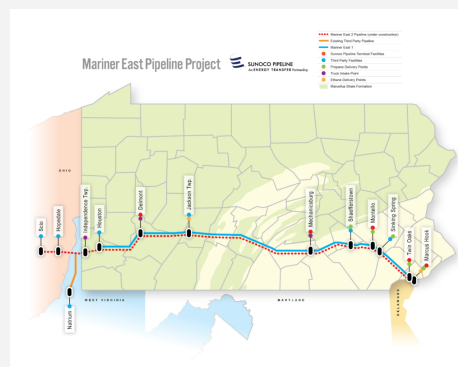 Mariner East 2 Pipeline (under construction)
Existing Third Party Pipeline
Mariner East 1
Sunoco Pipeline Terminal Facilities
Third Party Facilities
Propane Delivery Points
Truck Intake Point
Ethane Delivery Points
Marcellus Shale Formation
Mariner East Pipeline Project
SUNOCO PIPELINE
An ENERGY TRANSFER Partnership
OHIO
Scio
Hopedale
Independence Twp.
Houston
Delmont
Jackson Twp.
Mechanicsburg
Shaefferstown
Montello
Sinking Spring
Twin Oaks
Marcus Hook
Natrium
WEST VIRGINIA
MARYLAND
DELAWARE